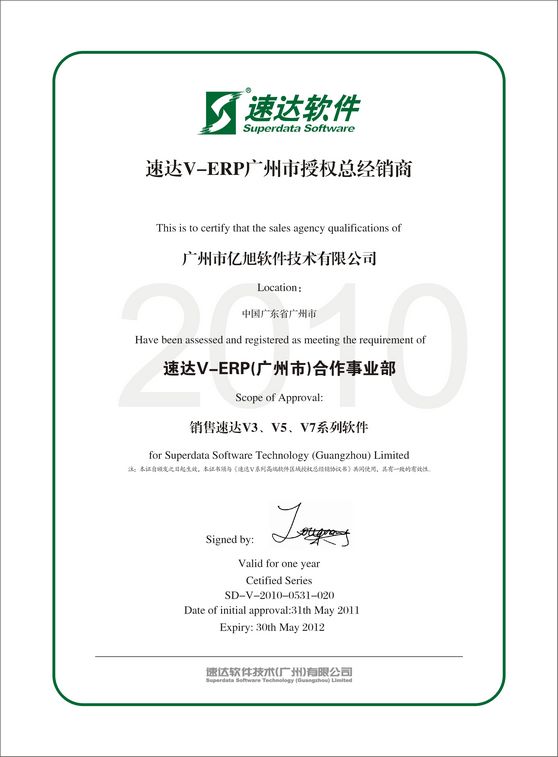 速达软件®
Superdata Software
速达V-ERP广州市授权总经销商
This is to certify that the sales agency qualifications of
广州市亿旭软件技术有限公司
Location：
中国广东省广州市
2010
Have been assessed and registered as meeting the requirement of
速达V-ERP(广州市)合作事业部
Scope of Approval:
销售速达V3、V5、V7系列软件
for Superdata Software Technology (Guangzhou) Limited
注：本证自颁发之日起生效，本证书须与《速达V系列高端软件区域授权总经销协议书》共同使用，具有一致的有效性。
Signed by:
Valid for one year
Cetified Series
SD-V-2010-0531-020
Date of initial approval:31th May 2011
Expiry: 30th May 2012
速达软件技术(广州)有限公司
Superdata Software Technology (Guangzhou) Limited